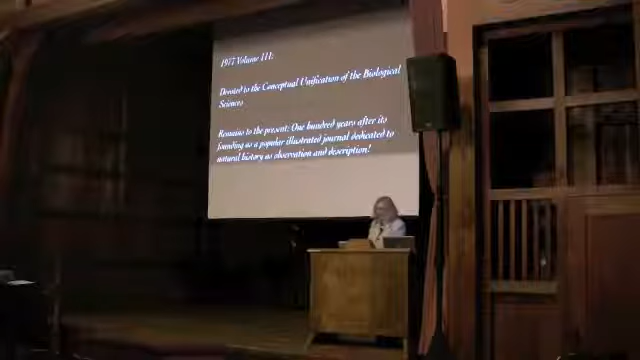 1977 Volume 111:
Devoted to the Conceptual Unification of the Biological
Sciences
Remains to the present: One hundred years after its
founding as a popular illustrated journal dedicated to
natural history as observation and description!